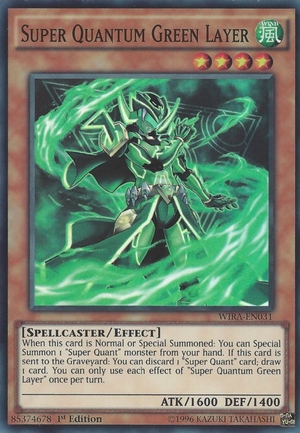 SUPER QUANTUM GREEN LAYER
WIND
風
WIRA-EN031
[SPELLCASTER/EFFECT]
When this card is Normal or Special Summoned: You can Special
Summon 1 "Super Quant" monster from your hand. If this card is
sent to the Graveyard: You can discard 1 "Super Quant" card; draw
1 card. You can only use each effect of "Super Quantum Green
Layer" once per turn.
ATK/1600 DEF/1400
85374678 1st Edition ©1996 KAZUKI TAKAHASHI